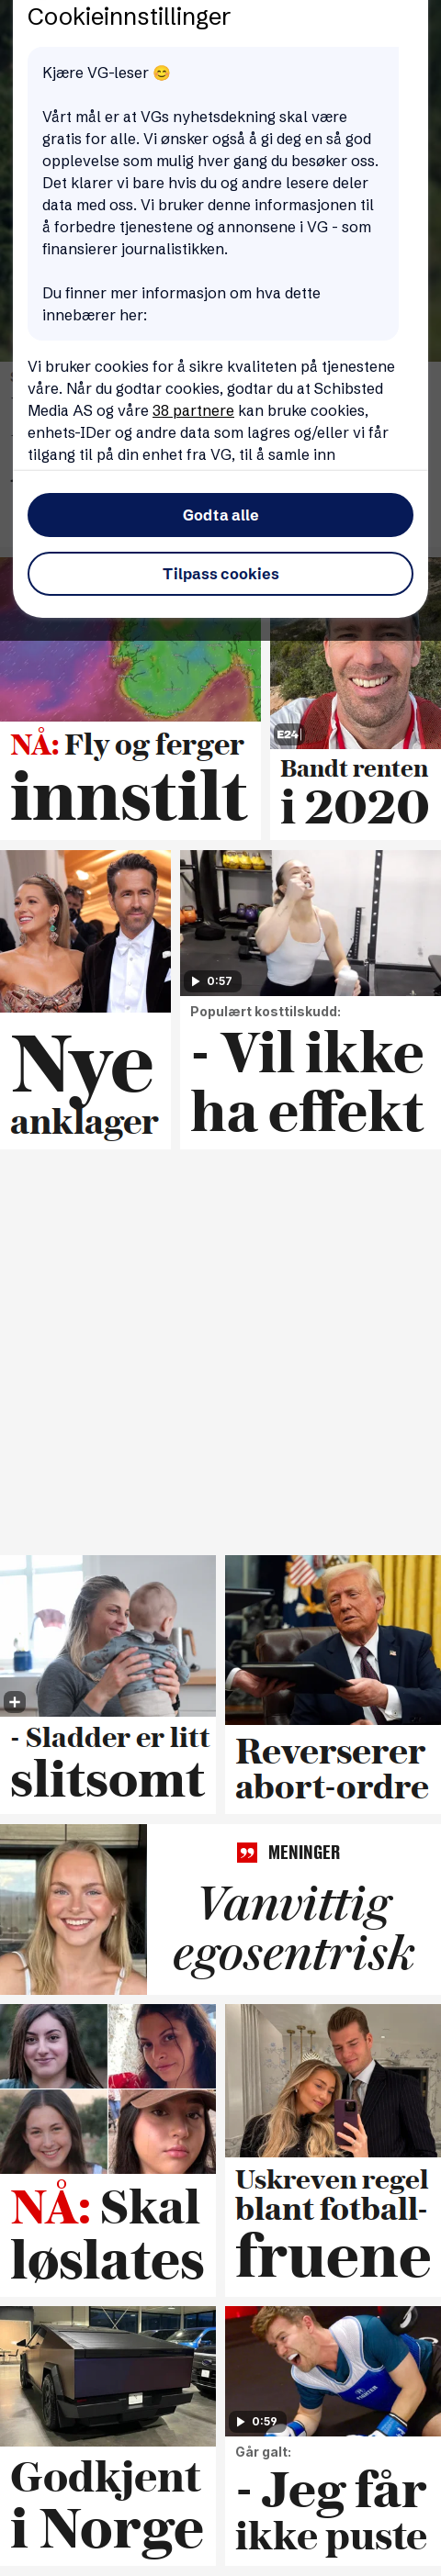 Cookieinnstillinger
Kjære VG-leser 😊
Vårt mål er at VGs nyhetsdekning skal være
gratis for alle. Vi ønsker også å gi deg en så god
opplevelse som mulig hver gang du besøker oss.
Det klarer vi bare hvis du og andre lesere deler
data med oss. Vi bruker denne informasjonen til
å forbedre tjenestene og annonsene i VG - som
finansierer journalistikken.
Du finner mer informasjon om hva dette
innebærer her:
Vi bruker cookies for å sikre kvaliteten på tjenestene
våre. Når du godtar cookies, godtar du at Schibsted
Media AS og våre 38 partnere kan bruke cookies,
enhets-IDer og andre data som lagres og/eller vi får
tilgang til på din enhet fra VG, til å samle inn
Godta alle
Tilpass cookies
NÅ: Fly og ferger
innstilt
E24
Bandt renten
i 2020
Nye
anklager
0:57
Populært kosttilskudd:
- Vil ikke
ha effekt
- Sladder er litt
slitsomt
Reverserer
abort-ordre
MENINGER
Vanvittig
egosentrisk
NÅ: Skal
løslates
Uskreven regel
blant fotball-
fruene
Godkjent
i Norge
0:59
Går galt:
- Jeg får
ikke puste